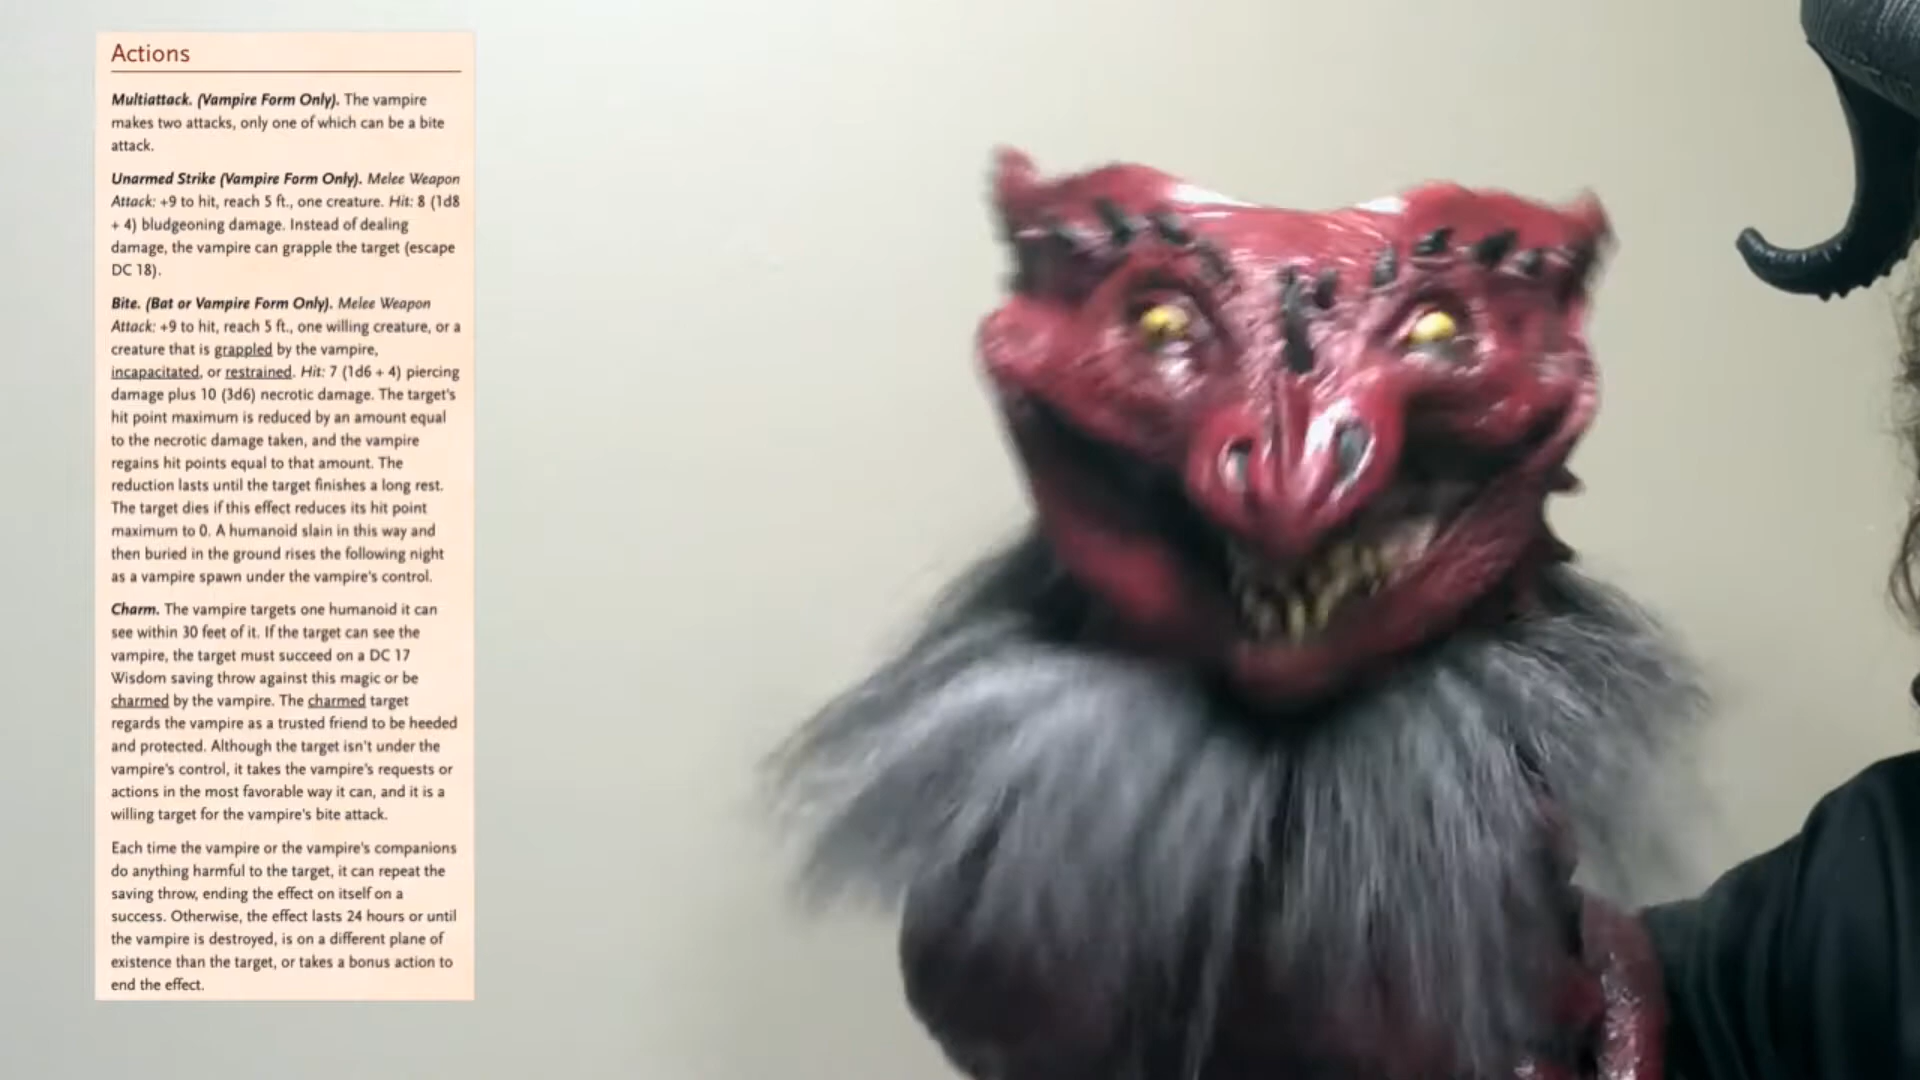 Actions
Multiattack. (Vampire Form Only). The vampire
makes two attacks, only one of which can be a bite
attack.
Unarmed Strike (Vampire Form Only). Melee Weapon
Attack: +9 to hit, reach 5 ft., one creature. Hit: 8 (1d8
+ 4) bludgeoning damage. Instead of dealing
damage, the vampire can grapple the target (escape
DC 18).
Bite. (Bat or Vampire Form Only). Melee Weapon
Attack: +9 to hit, reach 5 ft., one willing creature, or a
creature that is grappled by the vampire,
incapacitated, or restrained. Hit: 7 (1d6 + 4) piercing
damage plus 10 (3d6) necrotic damage. The target's
hit point maximum is reduced by an amount equal
to the necrotic damage taken, and the vampire
regains hit points equal to that amount. The
reduction lasts until the target finishes a long rest.
The target dies if this effect reduces its hit point
maximum to 0. A humanoid slain in this way and
then buried in the ground rises the following night
as a vampire spawn under the vampire's control.
Charm. The vampire targets one humanoid it can
see within 30 feet of it. If the target can see the
vampire, the target must succeed on a DC 17
Wisdom saving throw against this magic or be
charmed by the vampire. The charmed target
regards the vampire as a trusted friend to be heeded
and protected. Although the target isn't under the
vampire's control, it takes the vampire's requests or
actions in the most favorable way it can, and it is a
willing target for the vampire's bite attack.
Each time the vampire or the vampire's companions
do anything harmful to the target, it can repeat the
saving throw, ending the effect on itself on a
success. Otherwise, the effect lasts 24 hours or until
the vampire is destroyed, is on a different plane of
existence than the target, or takes a bonus action to
end the effect.